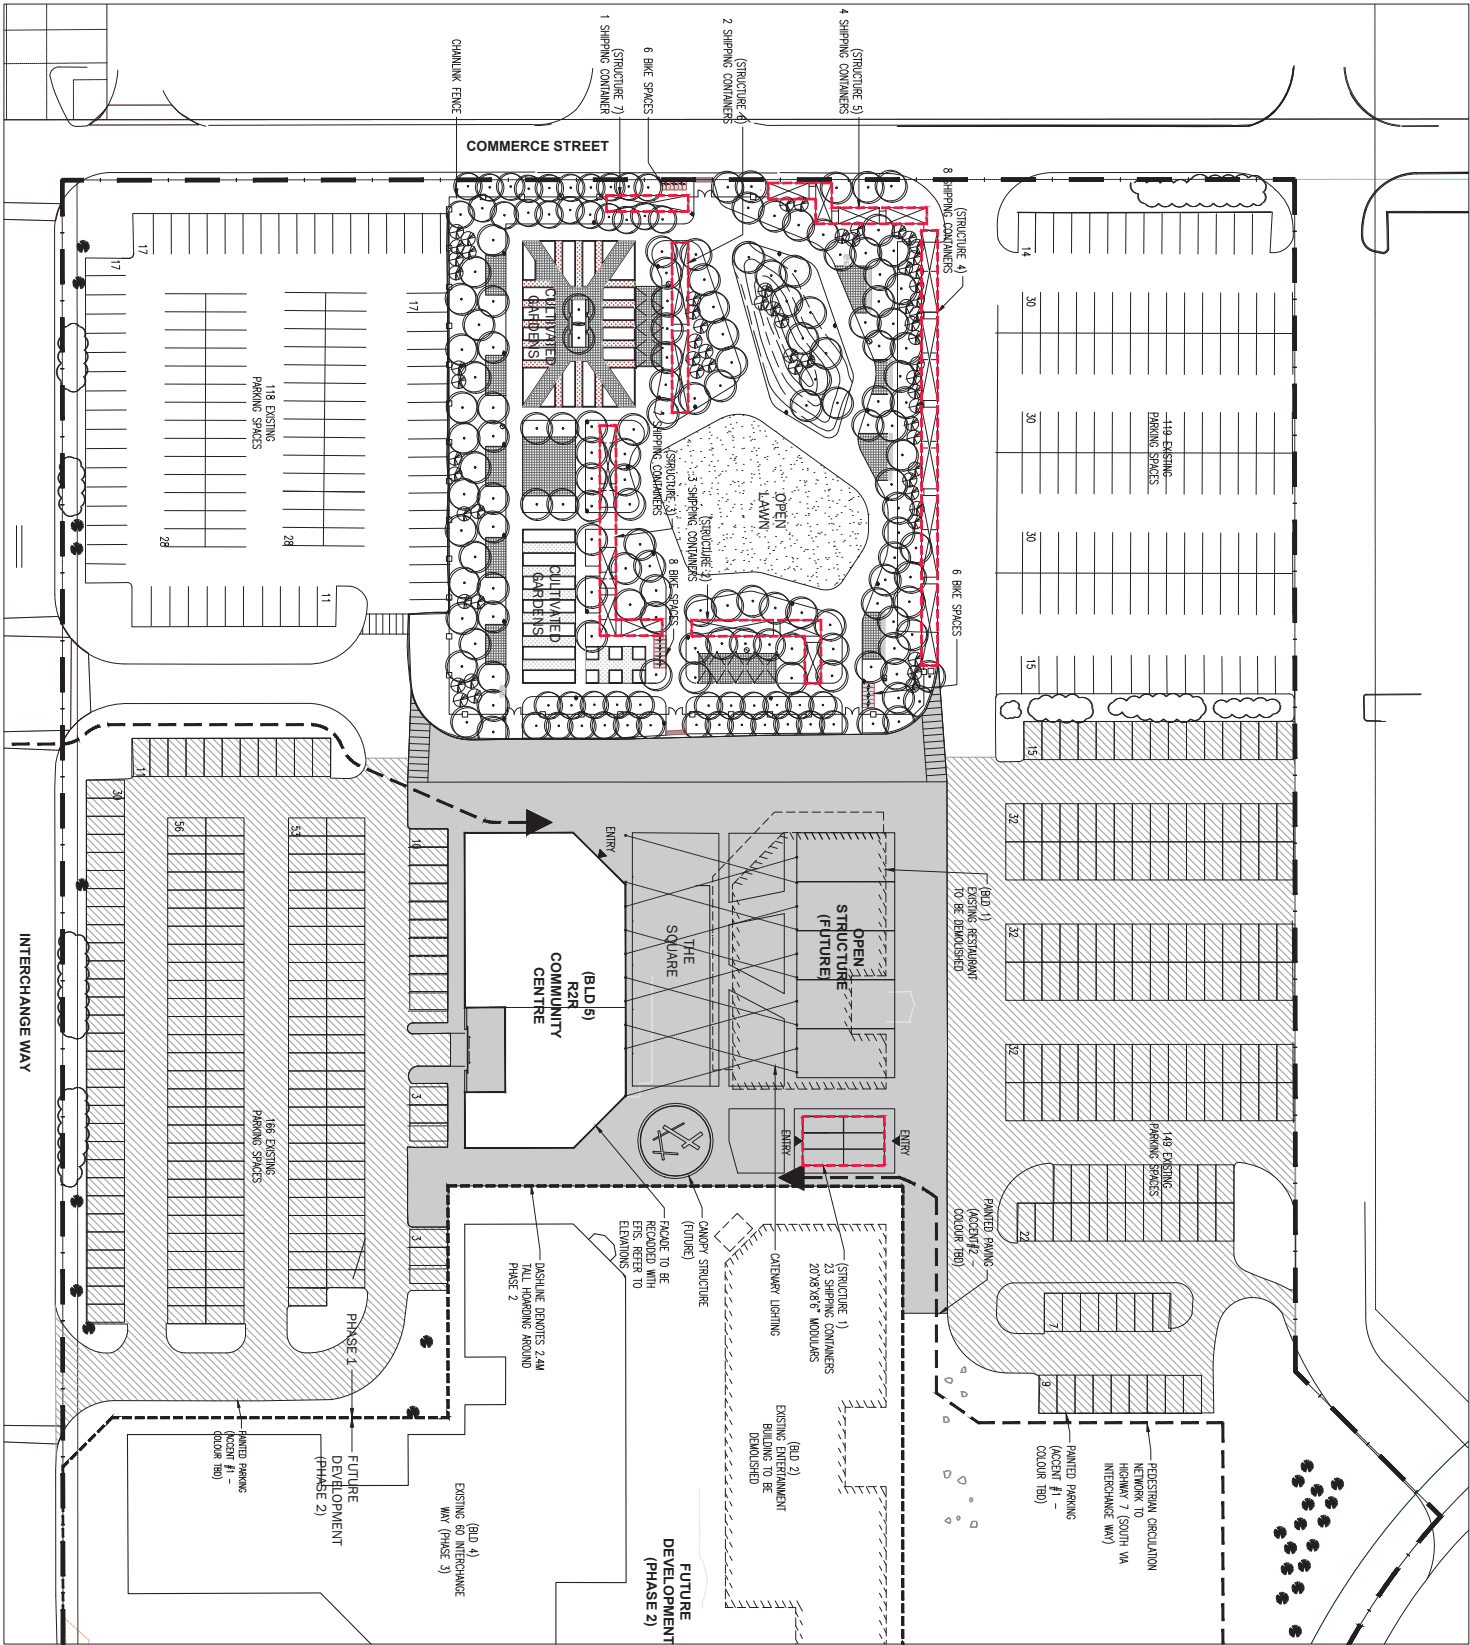 1 SHIPPING CONTAINER
(STRUCTURE 7)
6 BIKE SPACES
2 SHIPPING CONTAINERS
(STRUCTURE 6)
4 SHIPPING CONTAINERS
(STRUCTURE 5)
CHAINLINK FENCE
COMMERCE STREET
8 SHIPPING CONTAINERS
(STRUCTURE 4)
14
30
30
30
15
119 EXISTING
PARKING SPACES
17
17
17
118 EXISTING
PARKING SPACES
28
28
11
CULTIVATED
GARDENS
CULTIVATED
GARDENS
OPEN
LAWN
SHIPPING CONTAINERS
(STRUCTURE 3)
3 SHIPPING CONTAINERS
(STRUCTURE 2)
8 BIKE SPACES
6 BIKE SPACES
15
32
32
32
149 EXISTING
PARKING SPACES
22
7
9
11
30
56
53
10
3
3
166 EXISTING
PARKING SPACES
INTERCHANGE WAY
ENTRY
(BLD 5)
R2R
COMMUNITY
CENTRE
THE
SQUARE
OPEN
STRUCTURE
(FUTURE)
(BLD 1)
EXISTING RESTAURANT
TO BE DEMOLISHED
ENTRY
ENTRY
PAINTED PAVING
(ACCENT#2 -
COLOUR TBD)
(STRUCTURE 1)
23 SHIPPING CONTAINERS
20'X8'X8'6" MODULARS
CATENARY LIGHTING
CANOPY STRUCTURE
(FUTURE)
FACADE TO BE
RECADDED WITH
EFIS. REFER TO
ELEVATIONS
DASHLINE DENOTES 2.4M
TALL HOARDING AROUND
PHASE 2
PHASE 1
FUTURE
DEVELOPMENT
(PHASE 2)
PAINTED PARKING
(ACCENT #1 -
COLOUR TBD)
(BLD 4)
EXISTING 60 INTERCHANGE
WAY (PHASE 3)
(BLD 2)
EXISTING ENTERTAINMENT
BUILDING TO BE
DEMOLISHED
FUTURE
DEVELOPMENT
(PHASE 2)
PAINTED PARKING
(ACCENT #1 -
COLOUR TBD)
PEDESTRIAN CIRCULATION
NETWORK TO
HIGHWAY 7 (SOUTH VIA
INTERCHANGE WAY)